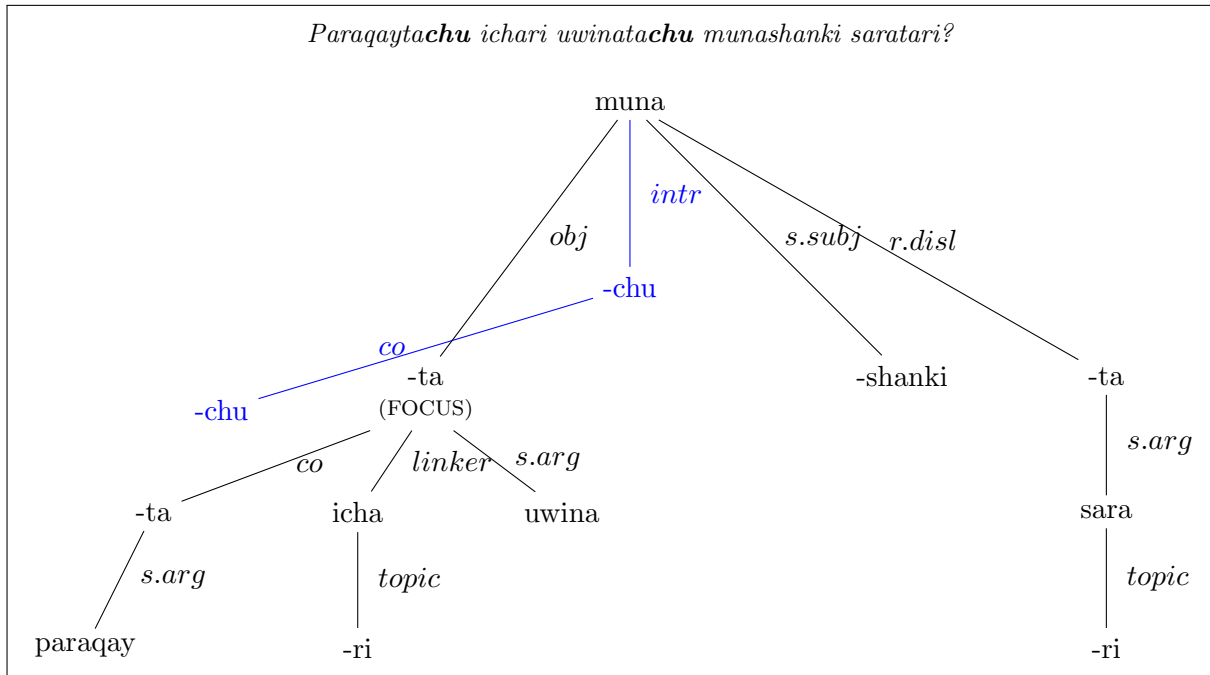 Paraqaytachu ichari uwinatachu munashanki saratari?
muna
intr
obj
s.subj
r.disl
-chu
co
-ta
-shanki
-ta
-chu
(FOCUS)
co
linker
s.arg
s.arg
-ta
icha
uwina
sara
s.arg
topic
topic
paraqay
-ri
-ri